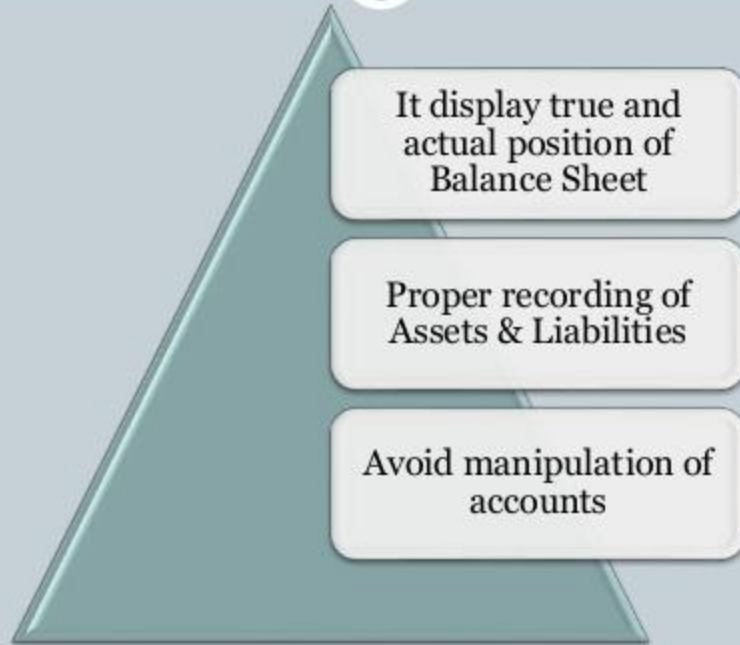 It display true and
actual position of
Balance Sheet
Proper recording of
Assets & Liabilities
Avoid manipulation of
accounts